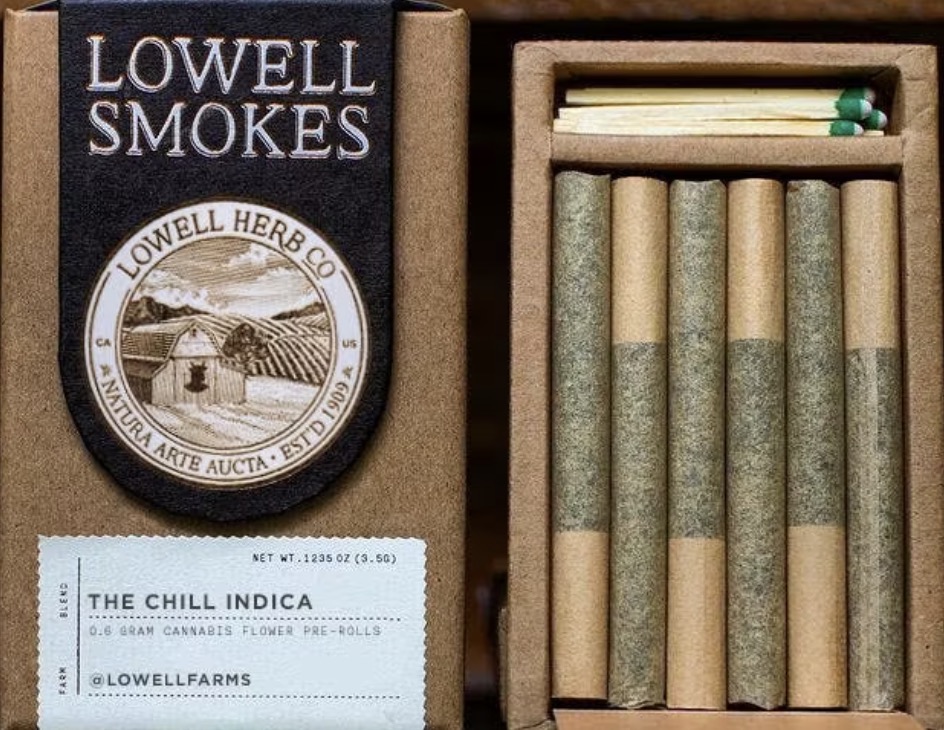 LOWELL
SMOKES
LOWELL HERB CO
CA
US
NATURA ARTE AUCTA • EST'D 1909
NET WT .1235 OZ (3.5G)
BLEND
THE CHILL INDICA
0.6 GRAM CANNABIS FLOWER PRE-ROLLS
FARM
@LOWELLFARMS